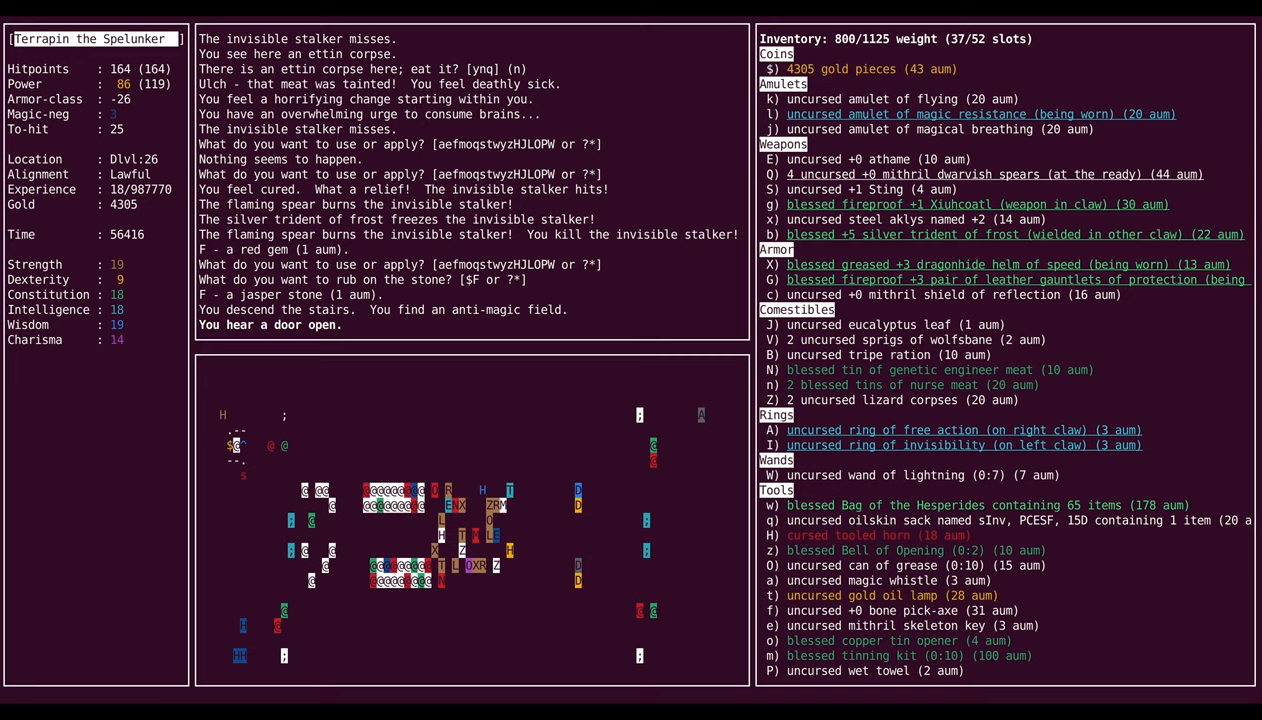 [Terrapin the Spelunker ]
Hitpoints : 164 (164)
Power : 86 (119)
Armor-class : -26
Magic-neg : 3
To-hit : 25
Location : Dlvl:26
Alignment : Lawful
Experience : 18/987770
Gold : 4305
Time : 56416
Strength : 19
Dexterity : 9
Constitution : 18
Intelligence : 18
Wisdom : 19
Charisma : 14
The invisible stalker misses.
You see here an ettin corpse.
There is an ettin corpse here; eat it? [ynq] (n)
Ulch - that meat was tainted!  You feel deathly sick.
You feel a horrifying change starting within you.
You have an overwhelming urge to consume brains...
The invisible stalker misses.
What do you want to use or apply? [aefmoqstwyzHJLOPW or ?*]
Nothing seems to happen.
What do you want to use or apply? [aefmoqstwyzHJLOPW or ?*]
You feel cured.  What a relief!  The invisible stalker hits!
The flaming spear burns the invisible stalker!
The silver trident of frost freezes the invisible stalker!
The flaming spear burns the invisible stalker!  You kill the invisible stalker!
F - a red gem (1 aum).
What do you want to use or apply? [aefmoqstwyzHJLOPW or ?*]
What do you want to rub on the stone? [$F or ?*]
F - a jasper stone (1 aum).
You descend the stairs.  You find an anti-magic field.
You hear a door open.
H ; ; A
.--
$@^ @ @ @
--. @
s
Inventory: 800/1125 weight (37/52 slots)
Coins
$) 4305 gold pieces (43 aum)
Amulets
k) uncursed amulet of flying (20 aum)
l) uncursed amulet of magic resistance (being worn) (20 aum)
j) uncursed amulet of magical breathing (20 aum)
Weapons
E) uncursed +0 athame (10 aum)
Q) 4 uncursed +0 mithril dwarvish spears (at the ready) (44 aum)
S) uncursed +1 Sting (4 aum)
g) blessed fireproof +1 Xiuhcoatl (weapon in claw) (30 aum)
x) uncursed steel aklys named +2 (14 aum)
b) blessed +5 silver trident of frost (wielded in other claw) (22 aum)
Armor
X) blessed greased +3 dragonhide helm of speed (being worn) (13 aum)
G) blessed fireproof +3 pair of leather gauntlets of protection (being
c) uncursed +0 mithril shield of reflection (16 aum)
Comestibles
J) uncursed eucalyptus leaf (1 aum)
V) 2 uncursed sprigs of wolfsbane (2 aum)
B) uncursed tripe ration (10 aum)
N) blessed tin of genetic engineer meat (10 aum)
n) 2 blessed tins of nurse meat (20 aum)
Z) 2 uncursed lizard corpses (20 aum)
Rings
A) uncursed ring of free action (on right claw) (3 aum)
I) uncursed ring of invisibility (on left claw) (3 aum)
Wands
W) uncursed wand of lightning (0:7) (7 aum)
Tools
w) blessed Bag of the Hesperides containing 65 items (178 aum)
q) uncursed oilskin sack named sInv, PCESF, 15D containing 1 item (20 a
H) cursed tooled horn (18 aum)
z) blessed Bell of Opening (0:2) (10 aum)
O) uncursed can of grease (0:10) (15 aum)
a) uncursed magic whistle (3 aum)
t) uncursed gold oil lamp (28 aum)
f) uncursed +0 bone pick-axe (31 aum)
e) uncursed mithril skeleton key (3 aum)
o) blessed copper tin opener (4 aum)
m) blessed tinning kit (0:10) (100 aum)
P) uncursed wet towel (2 aum)